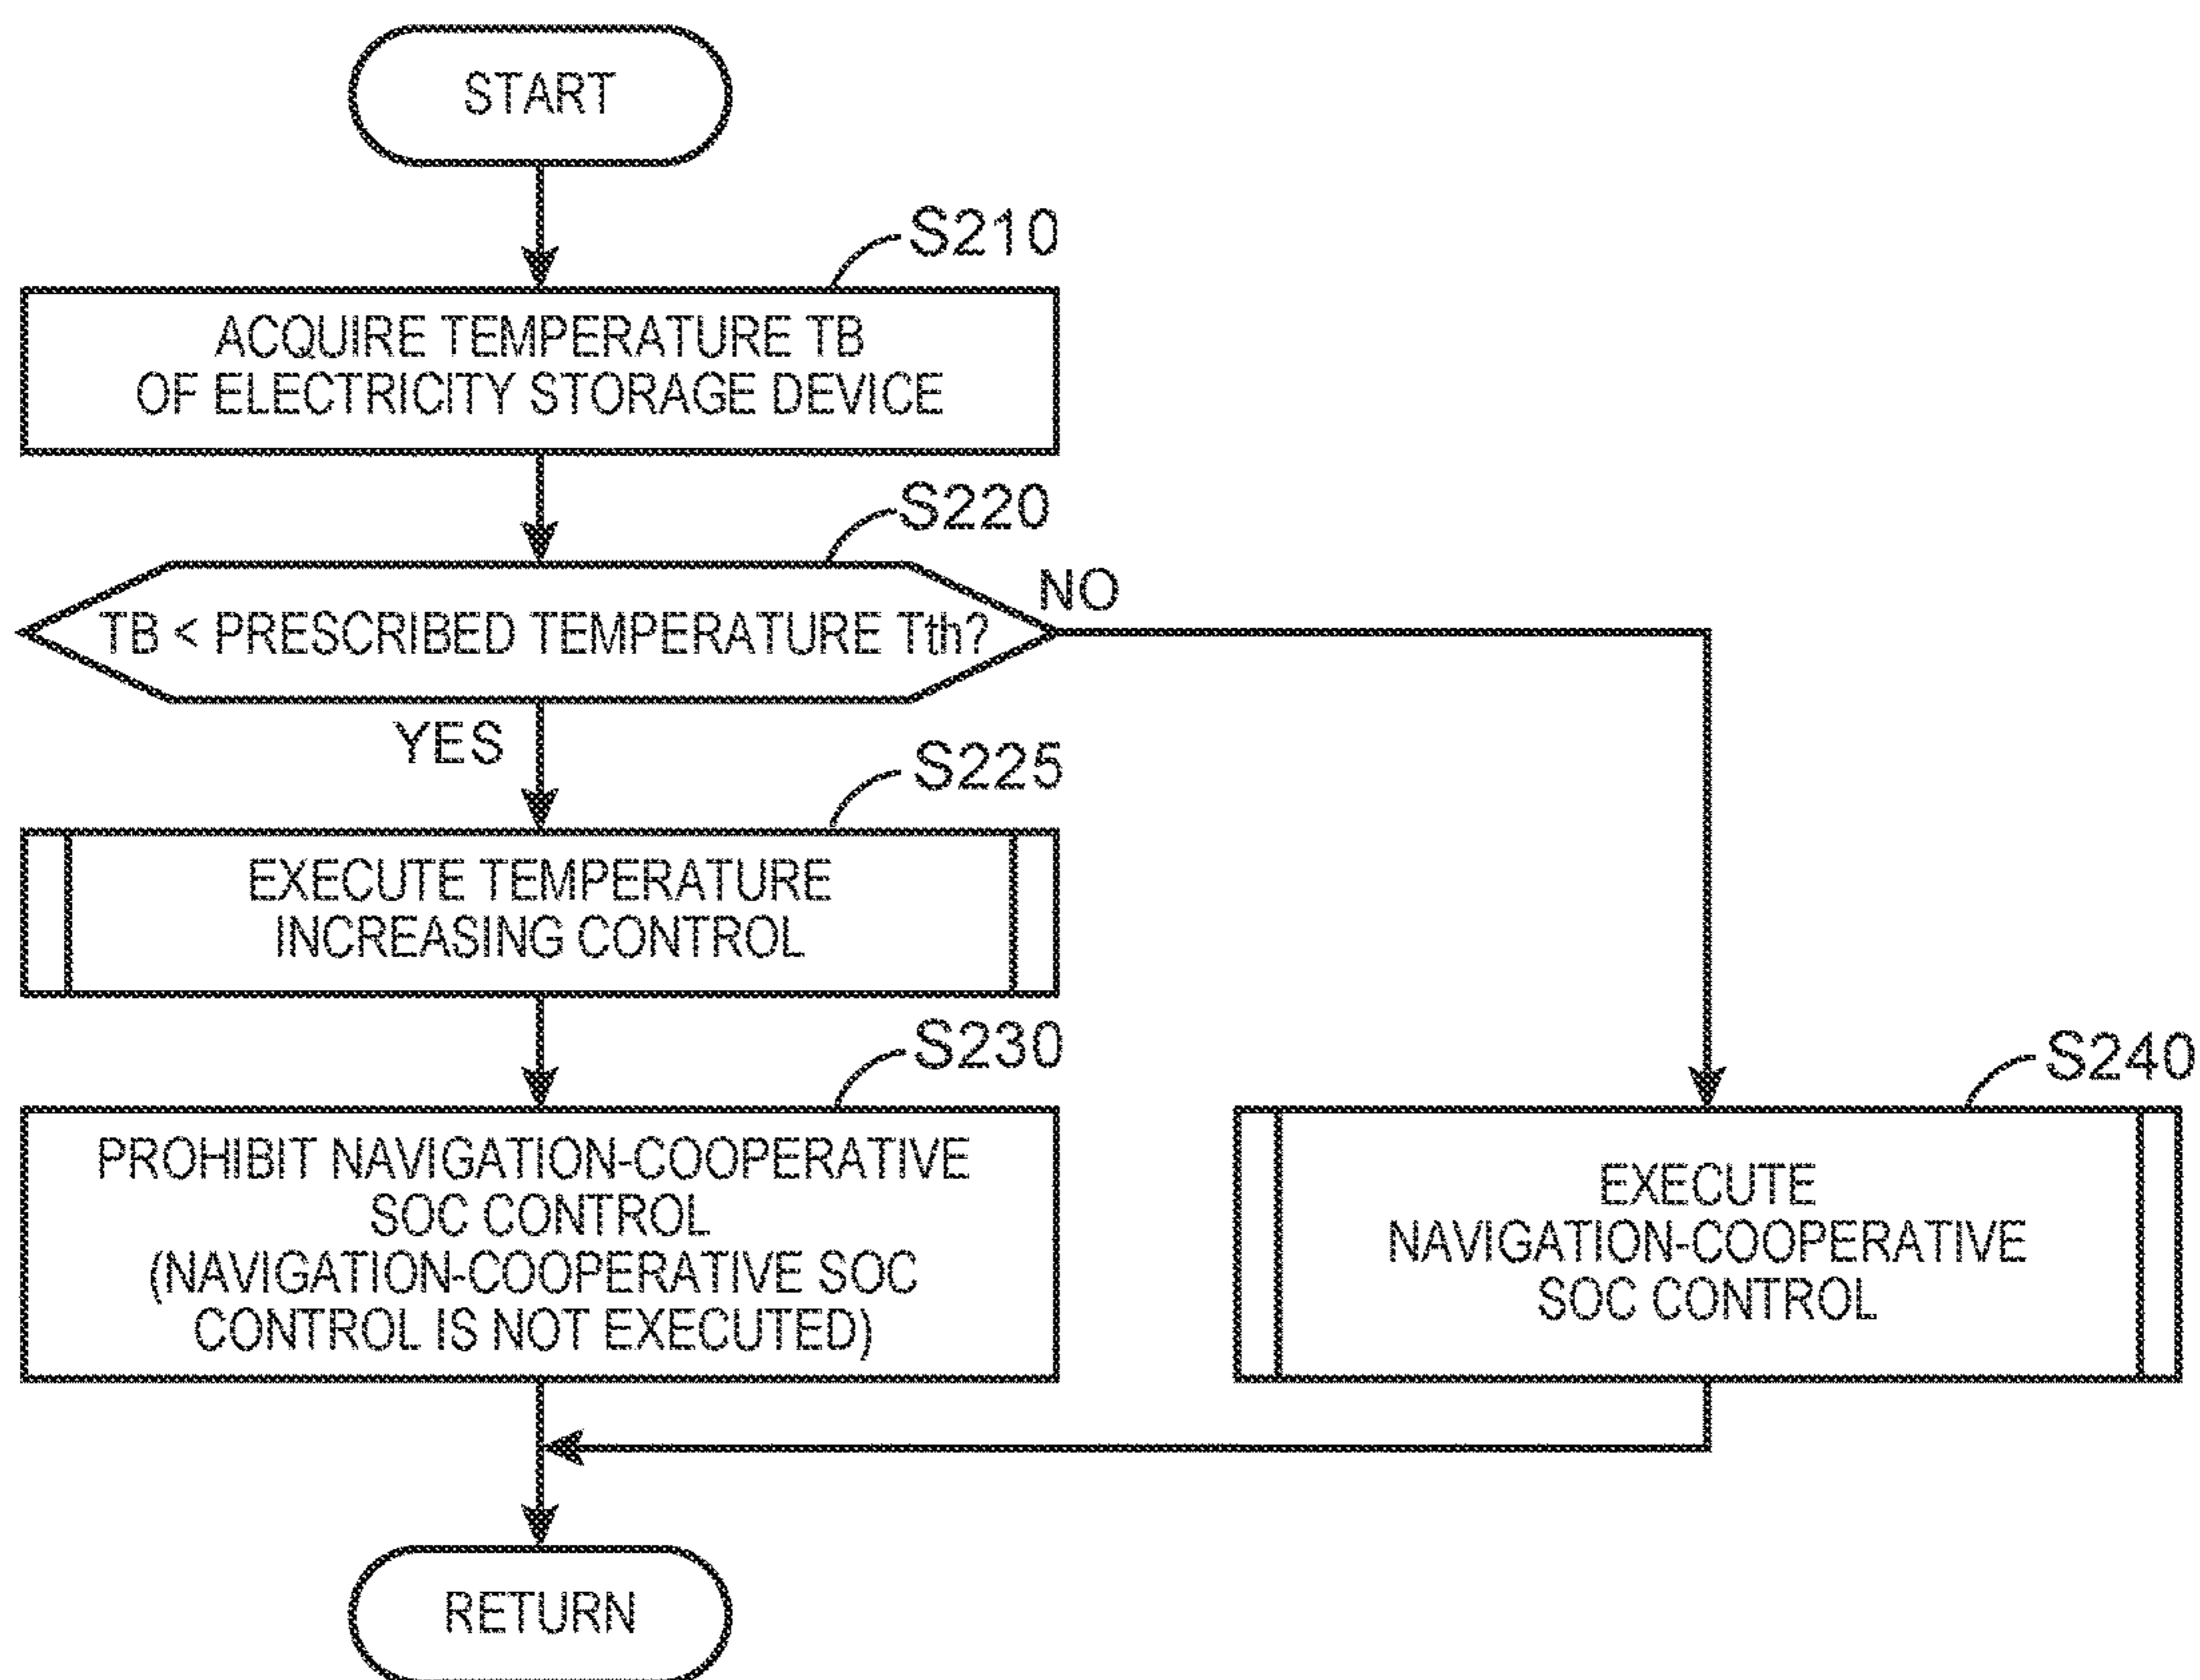 START
S210
ACQUIRE TEMPERATURE TB
OF ELECTRICITY STORAGE DEVICE
S220
TB < PRESCRIBED TEMPERATURE Tth?
NO
YES
S225
EXECUTE TEMPERATURE
INCREASING CONTROL
S230
PROHIBIT NAVIGATION-COOPERATIVE
SOC CONTROL
(NAVIGATION-COOPERATIVE SOC
CONTROL IS NOT EXECUTED)
S240
EXECUTE
NAVIGATION-COOPERATIVE
SOC CONTROL
RETURN